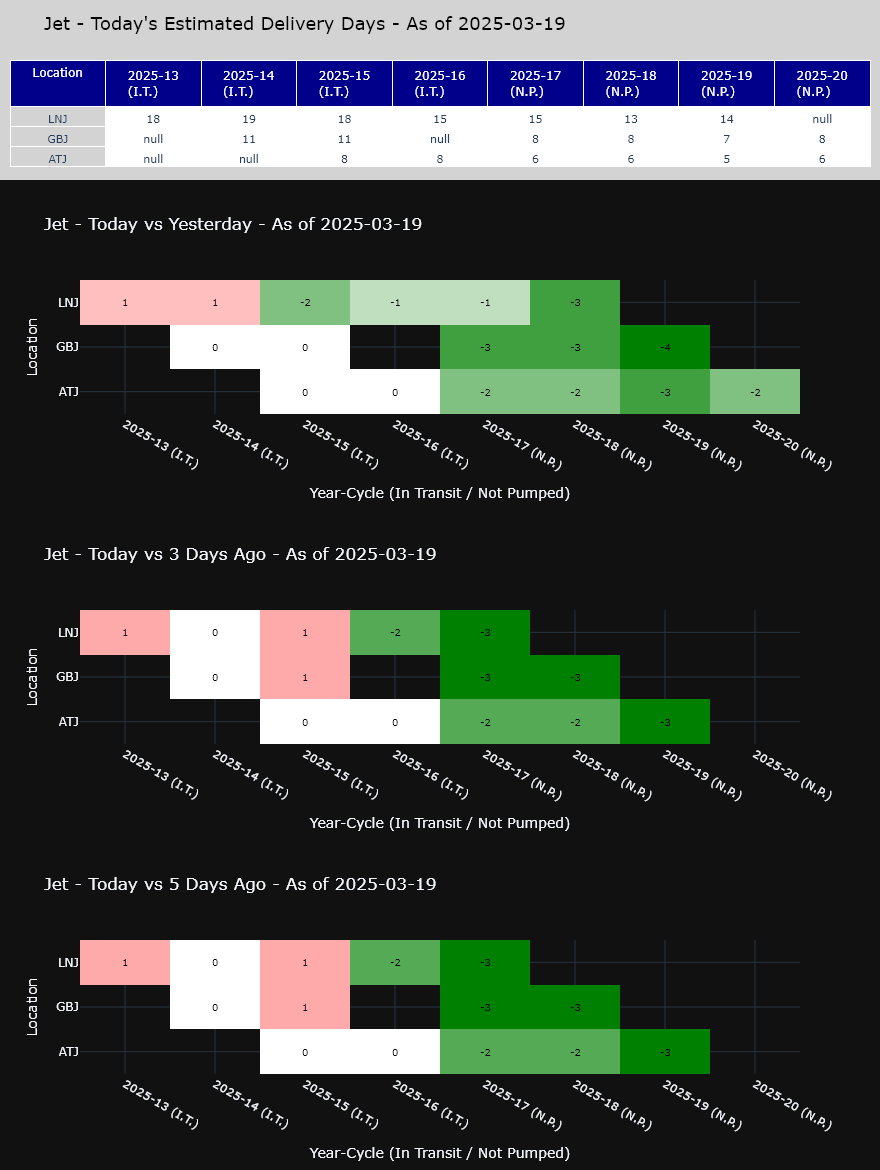 Jet - Today's Estimated Delivery Days - As of 2025-03-19
Location 2025-13 (I.T.) 2025-14 (I.T.) 2025-15 (I.T.) 2025-16 (I.T.) 2025-17 (N.P.) 2025-18 (N.P.) 2025-19 (N.P.) 2025-20 (N.P.)
LNJ 18 19 18 15 15 13 14 null
GBJ null 11 11 null 8 8 7 8
ATJ null null 8 8 6 6 5 6
Jet - Today vs Yesterday - As of 2025-03-19
Location
LNJ 1 1 -2 -1 -1 -3
GBJ 0 0 -3 -3 -4
ATJ 0 0 -2 -2 -3 -2
2025-13 (I.T.) 2025-14 (I.T.) 2025-15 (I.T.) 2025-16 (I.T.) 2025-17 (N.P.) 2025-18 (N.P.) 2025-19 (N.P.) 2025-20 (N.P.)
Year-Cycle (In Transit / Not Pumped)
Jet - Today vs 3 Days Ago - As of 2025-03-19
Location
LNJ 1 0 1 -2 -3
GBJ 0 1 -3 -3
ATJ 0 0 -2 -2 -3
2025-13 (I.T.) 2025-14 (I.T.) 2025-15 (I.T.) 2025-16 (I.T.) 2025-17 (N.P.) 2025-18 (N.P.) 2025-19 (N.P.) 2025-20 (N.P.)
Year-Cycle (In Transit / Not Pumped)
Jet - Today vs 5 Days Ago - As of 2025-03-19
Location
LNJ 1 0 1 -2 -3
GBJ 0 1 -3 -3
ATJ 0 0 -2 -2 -3
2025-13 (I.T.) 2025-14 (I.T.) 2025-15 (I.T.) 2025-16 (I.T.) 2025-17 (N.P.) 2025-18 (N.P.) 2025-19 (N.P.) 2025-20 (N.P.)
Year-Cycle (In Transit / Not Pumped)